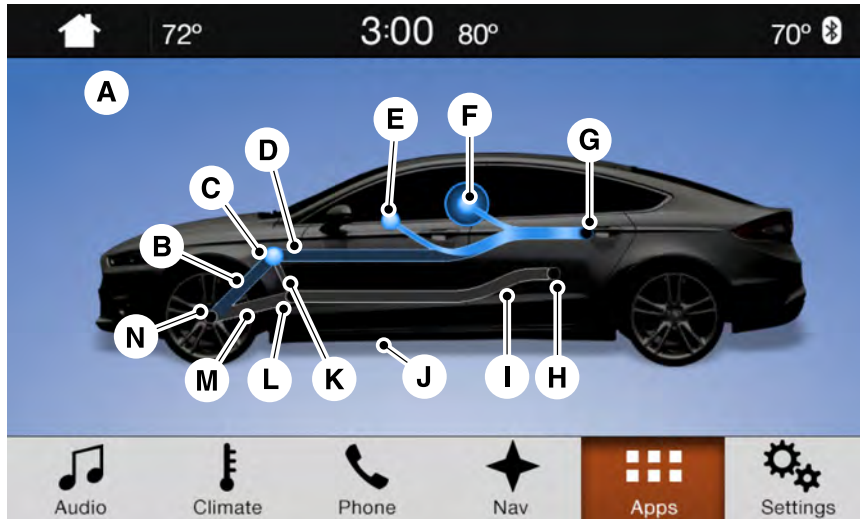 72° 3:00 80° 70°
A
E F
G
D
C
B
N
M L K J I H
Audio Climate Phone Nav Apps Settings